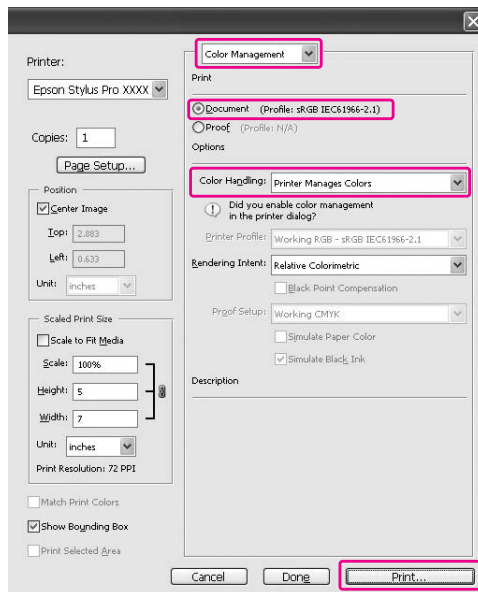 Printer:
Epson Stylus Pro XXXX
Copies: 1
Page Setup...
Position
Center Image
Top: 2.883
Left: 0.633
Unit: inches
Scaled Print Size
Scale to Fit Media
Scale: 100%
Height: 5
Width: 7
Unit: inches
Print Resolution: 72 PPI
Match Print Colors
Show Bounding Box
Print Selected Area
Color Management
Print
Document (Profile: sRGB IEC61966-2.1)
Proof (Profile: N/A)
Options
Color Handling: Printer Manages Colors
Did you enable color management
in the printer dialog?
Printer Profile: Working RGB - sRGB IEC61966-2.1
Rendering Intent: Relative Colorimetric
Black Point Compensation
Proof Setup: Working CMYK
Simulate Paper Color
Simulate Black Ink
Description
Cancel
Done
Print...